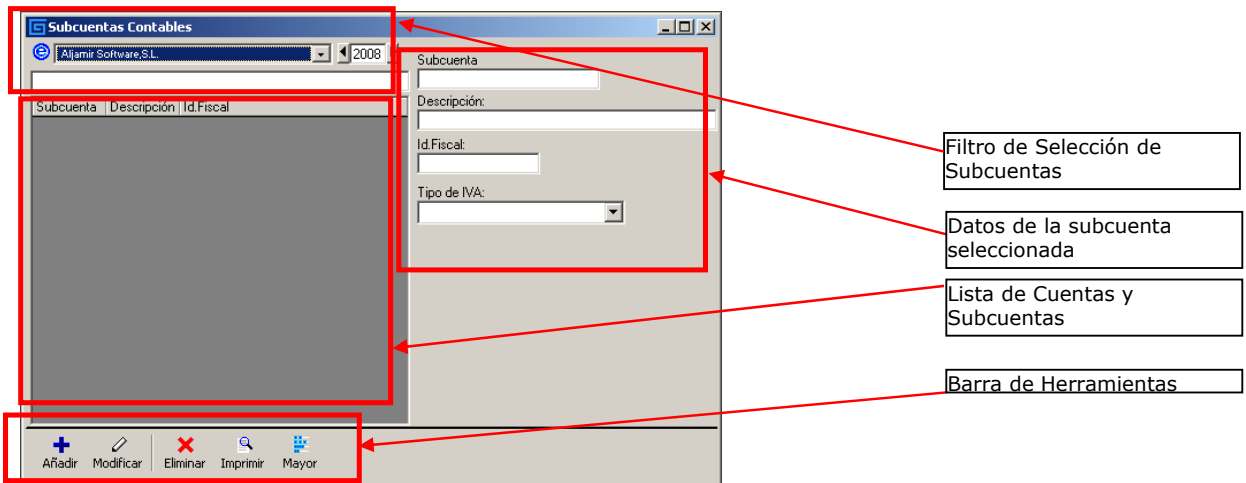 Subcuentas Contables
Aljamir Software,S.L.
2008
Subcuenta Descripción Id.Fiscal
Subcuenta
Descripción:
Id.Fiscal:
Tipo de IVA:
Añadir Modificar Eliminar Imprimir Mayor
Filtro de Selección de
Subcuentas
Datos de la subcuenta
seleccionada
Lista de Cuentas y
Subcuentas
Barra de Herramientas